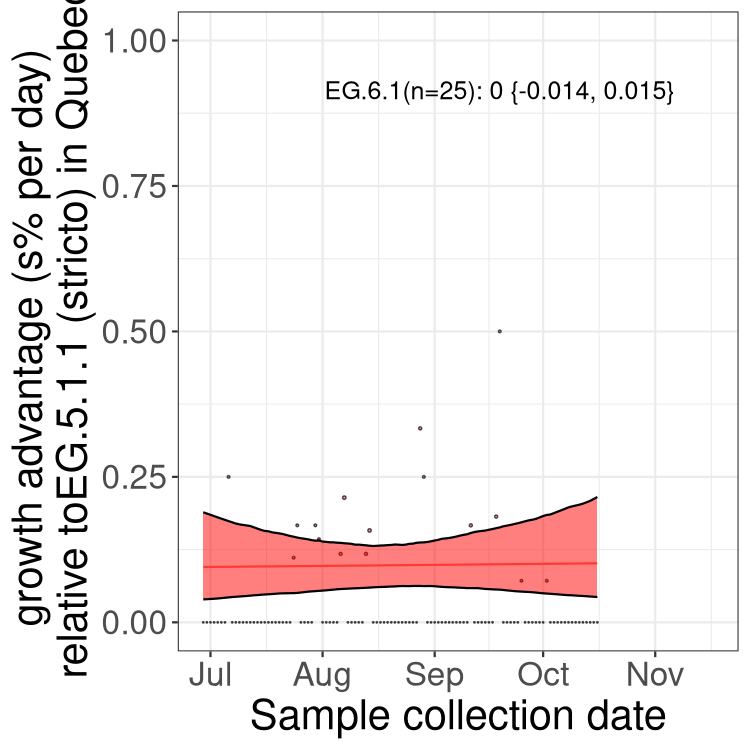 growth advantage (s% per day)
relative toEG.5.1.1 (stricto) in Quebec
1.00
0.75
0.50
0.25
0.00
EG.6.1(n=25): 0 {-0.014, 0.015}
Jul Aug Sep Oct Nov
Sample collection date